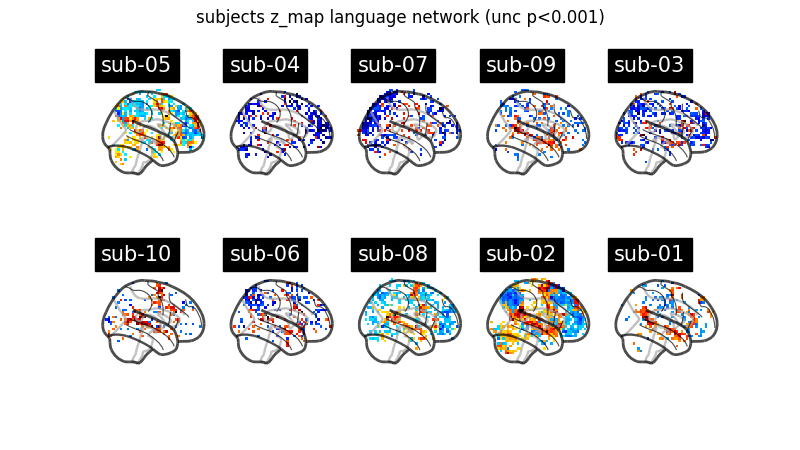 subjects z_map language network (unc p<0.001)
sub-05 sub-04 sub-07 sub-09 sub-03
sub-10 sub-06 sub-08 sub-02 sub-01